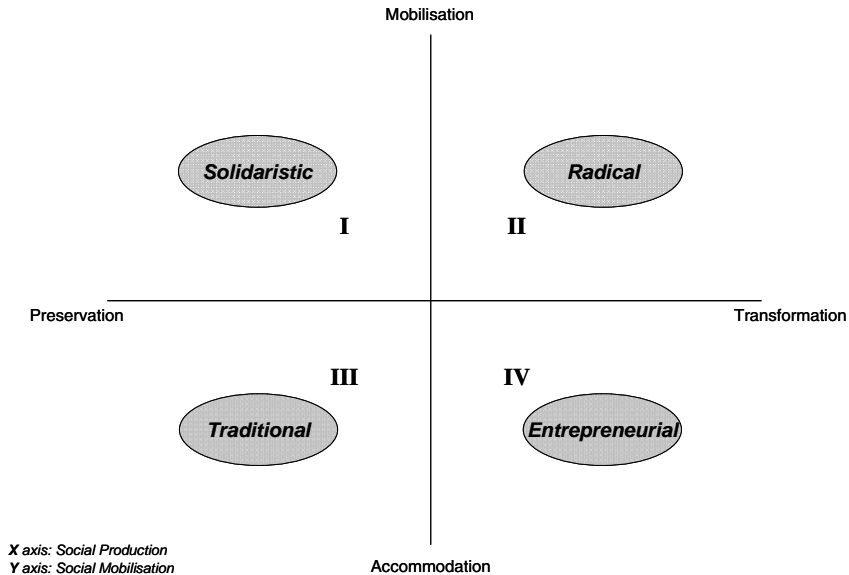 Mobilisation
Solidaristic
Radical
I
II
Preservation
Transformation
III
IV
Traditional
Entrepreneurial
X axis: Social Production
Y axis: Social Mobilisation
Accommodation